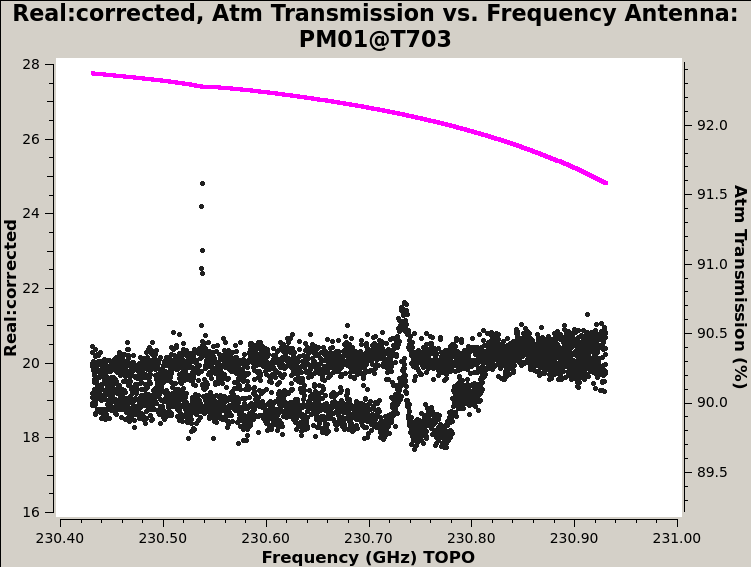 Real:corrected, Atm Transmission vs. Frequency Antenna:
PM01@T703
28
26
24
22
20
18
16
Real:corrected
92.0
91.5
91.0
90.5
90.0
89.5
Atm Transmission (%)
230.40 230.50 230.60 230.70 230.80 230.90 231.00
Frequency (GHz) TOPO